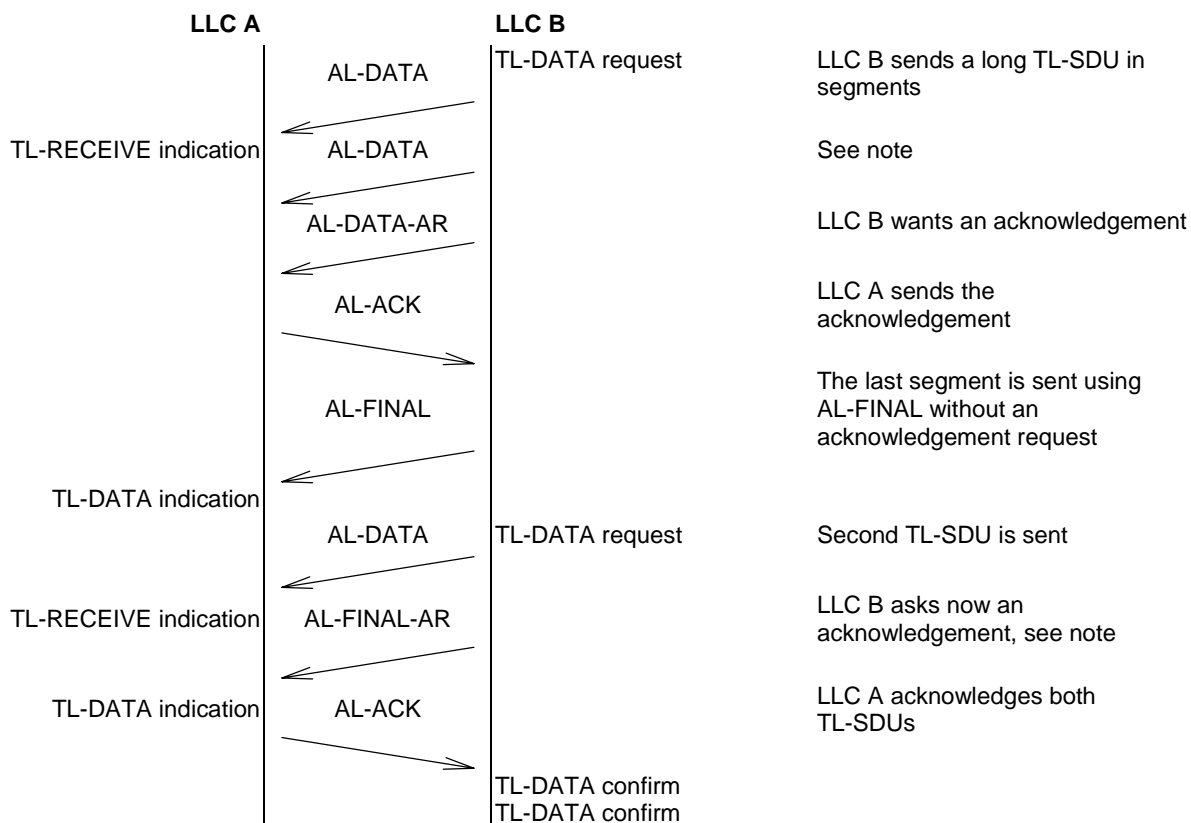 LLC A LLC B
TL-DATA request LLC B sends a long TL-SDU in
AL-DATA
segments
TL-RECEIVE indication AL-DATA See note
AL-DATA-AR LLC B wants an acknowledgement
LLC A sends the
AL-ACK
acknowledgement
The last segment is sent using
AL-FINAL AL-FINAL without an
acknowledgement request
TL-DATA indication
AL-DATA TL-DATA request Second TL-SDU is sent
LLC B asks now an
TL-RECEIVE indication AL-FINAL-AR
acknowledgement, see note
LLC A acknowledges both
TL-DATA indication AL-ACK
TL-SDUs
TL-DATA confirm
TL-DATA confirm